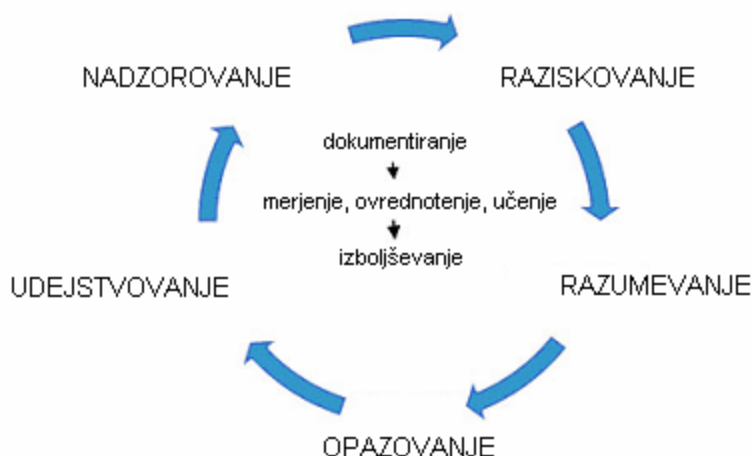 NADZOROVANJE
RAZISKOVANJE
dokumentiranje
merjenje, ovrednotenje, učenje
izboljševanje
UDEJSTVOVANJE
RAZUMEVANJE
OPAZOVANJE